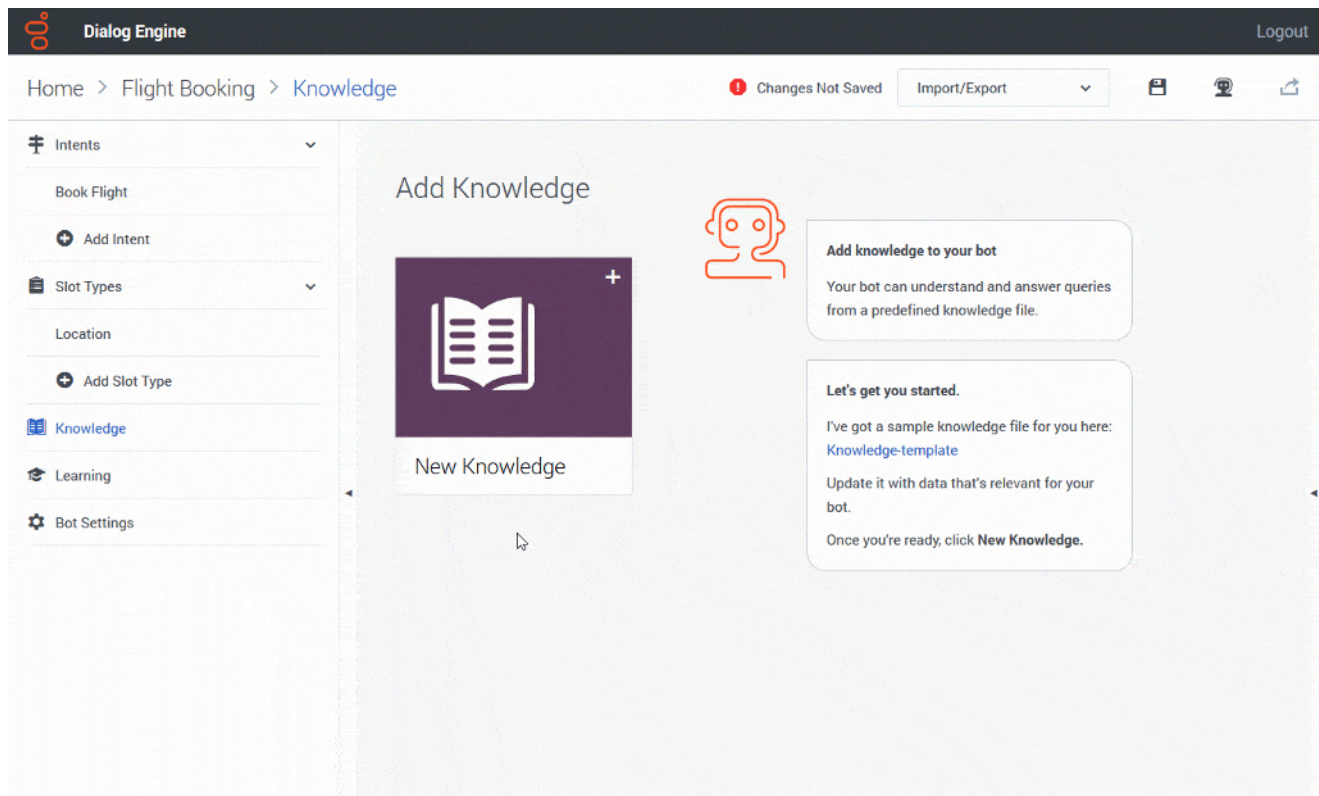 Dialog Engine
Logout
Home > Flight Booking > Knowledge
Changes Not Saved
Import/Export
Intents
Book Flight
Add Intent
Slot Types
Location
Add Slot Type
Knowledge
Learning
Bot Settings
Add Knowledge
New Knowledge
Add knowledge to your bot
Your bot can understand and answer queries
from a predefined knowledge file.
Let's get you started.
I've got a sample knowledge file for you here:
Knowledge-template
Update it with data that's relevant for your
bot.
Once you're ready, click New Knowledge.